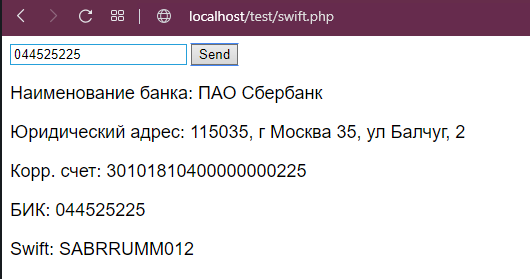 localhost/test/swift.php
044525225 Send
Наименование банка: ПАО Сбербанк
Юридический адрес: 115035, г Москва 35, ул Балчуг, 2
Корр. счет: 30101810400000000225
БИК: 044525225
Swift: SABRRUMM012